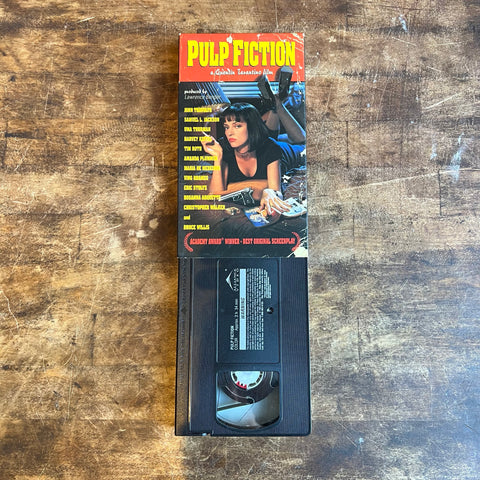 PULP FICTION
a Quentin Tarantino film
produced by
Lawrence Bender
JOHN TRAVOLTA
SAMUEL L. JACKSON
UMA THURMAN
HARVEY KEITEL
TIM ROTH
AMANDA PLUMMER
MARIA DE MEDEIROS
VING RHAMES
ERIC STOLTZ
ROSANNA ARQUETTE
CHRISTOPHER WALKEN
and
BRUCE WILLIS
ACADEMY AWARD WINNER - BEST ORIGINAL SCREENPLAY
PULP FICTION
COLOR